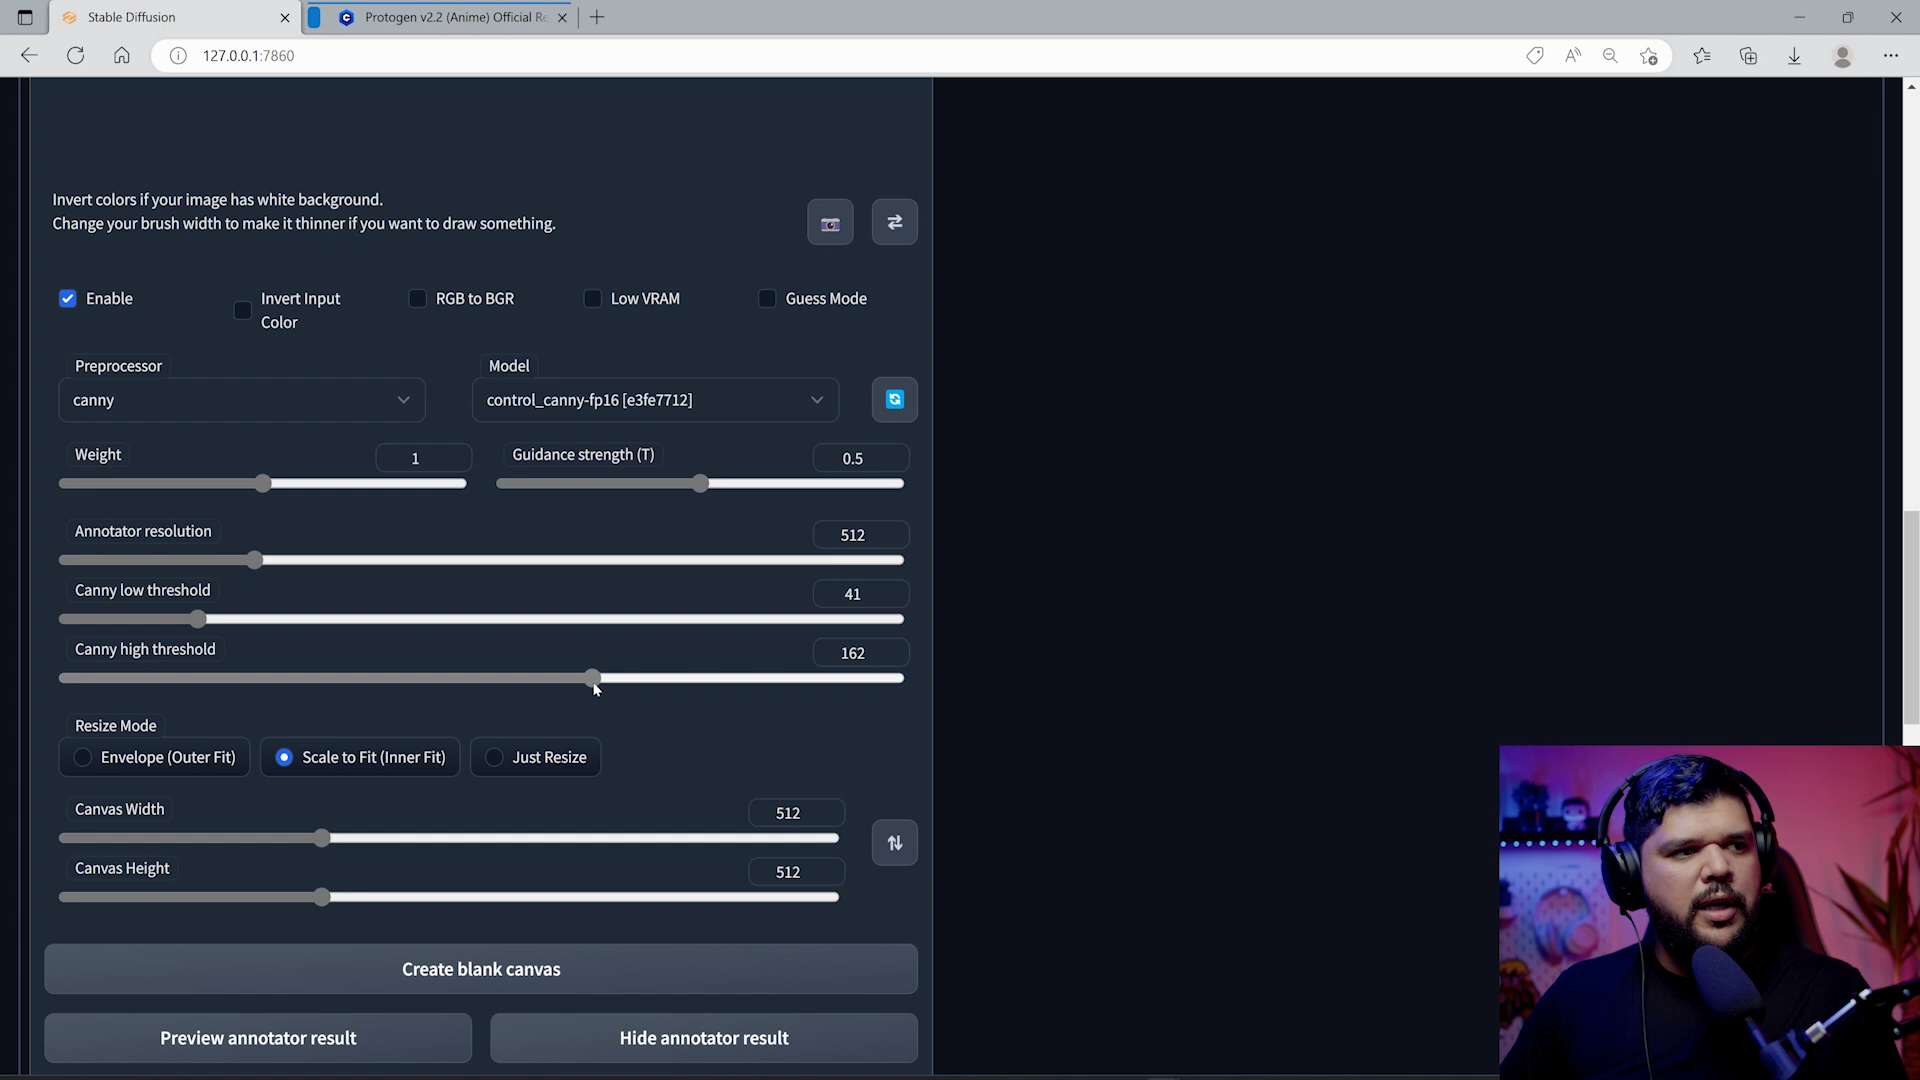 Stable Diffusion
Protogen v2.2 (Anime) Official Re
127.0.0.1:7860
Invert colors if your image has white background.
Change your brush width to make it thinner if you want to draw something.
Enable
Invert Input
Color
RGB to BGR
Low VRAM
Guess Mode
Preprocessor
Model
canny
control_canny-fp16 [e3fe7712]
Weight
1
Guidance strength (T)
0.5
Annotator resolution
512
Canny low threshold
41
Canny high threshold
162
Resize Mode
Envelope (Outer Fit)
Scale to Fit (Inner Fit)
Just Resize
Canvas Width
512
Canvas Height
512
Create blank canvas
Preview annotator result
Hide annotator result